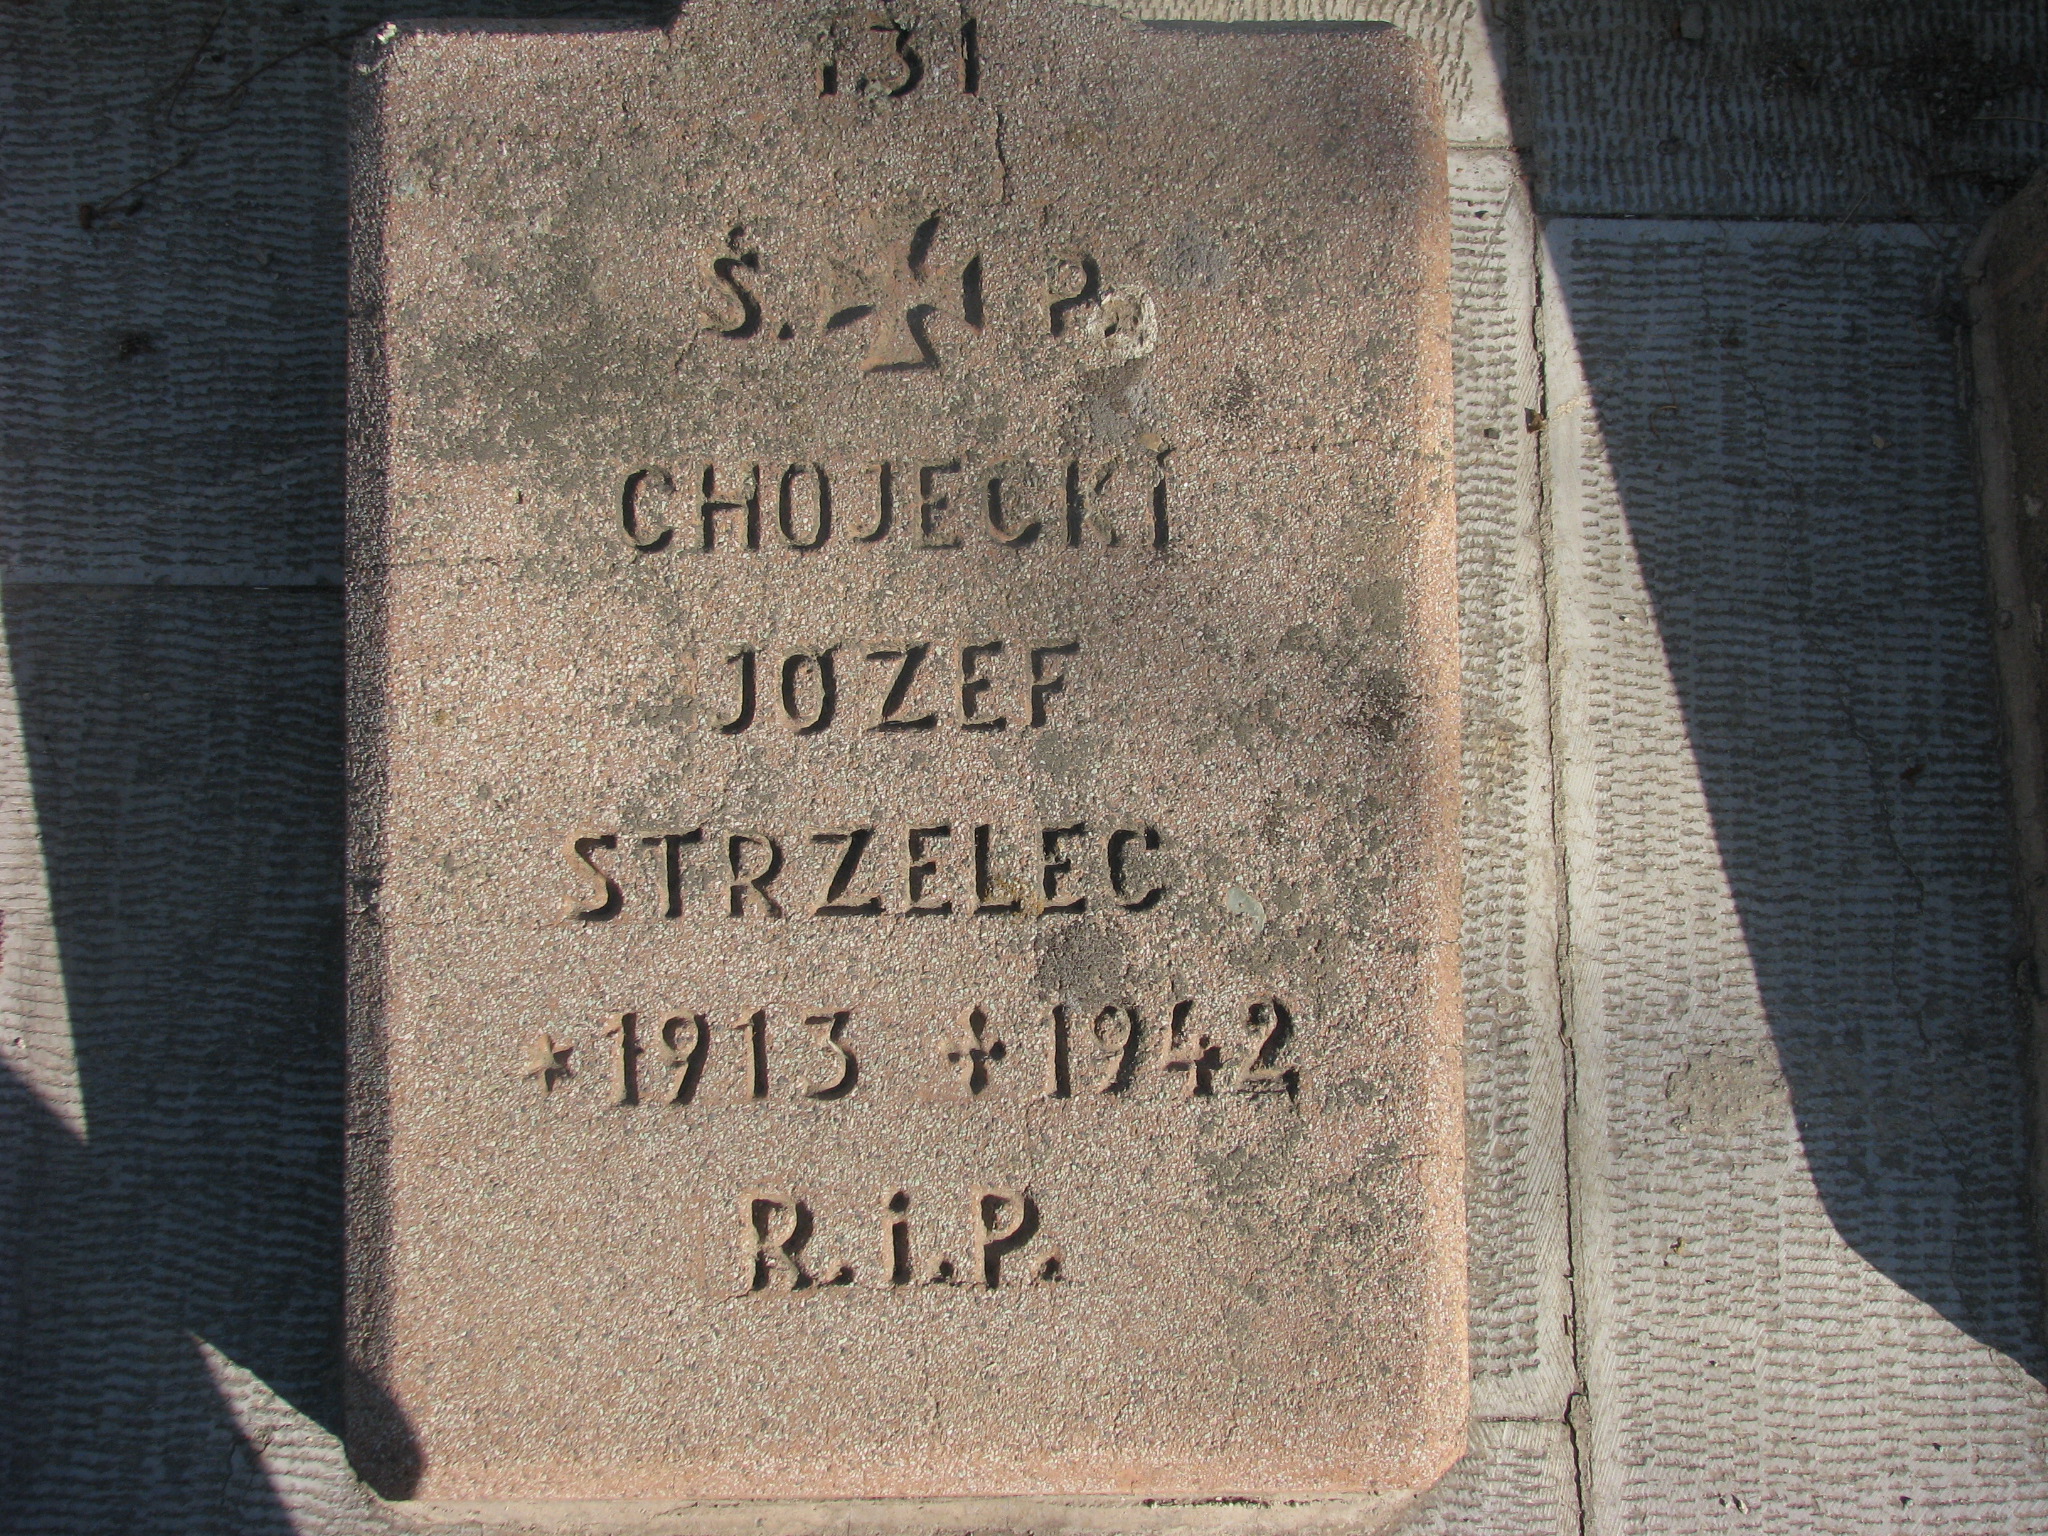 131
Ś. P.
CHOJECKI
JÓZEF
STRZELEC
* 1913 ✝ 1942
R.i.P.